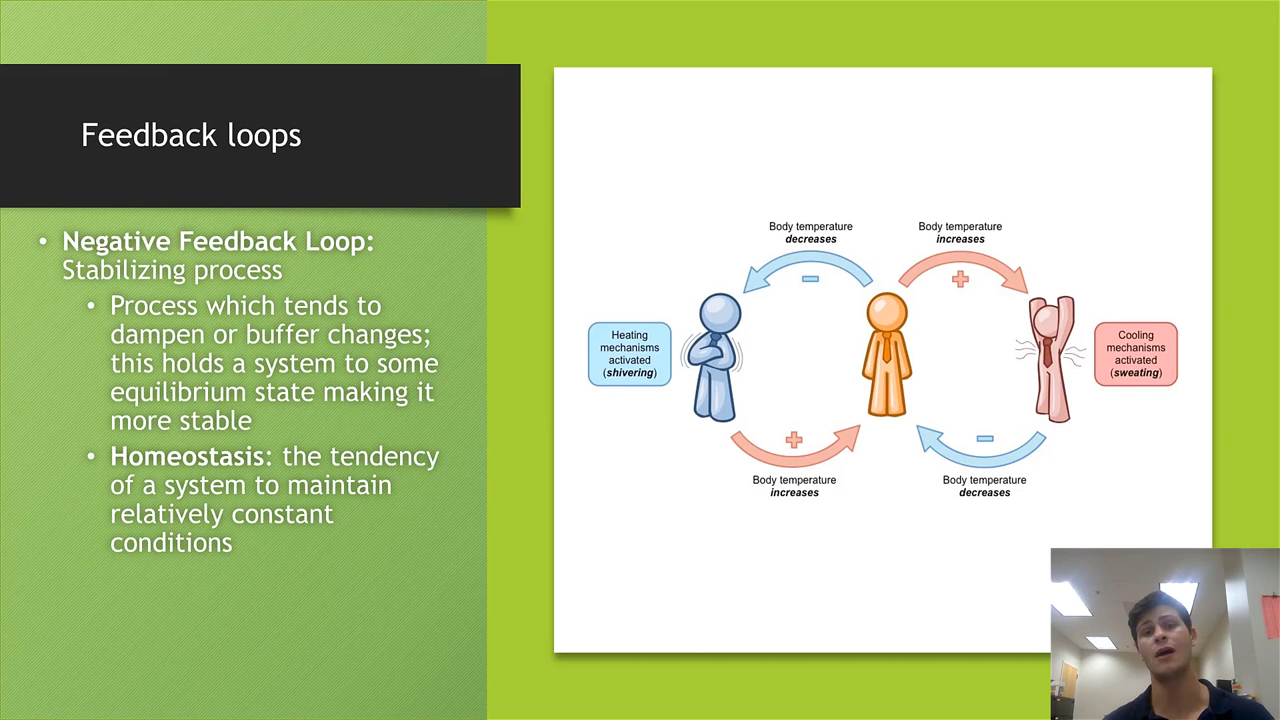 Feedback loops
• Negative Feedback Loop:
Stabilizing process
• Process which tends to
dampen or buffer changes;
this holds a system to some
equilibrium state making it
more stable
• Homeostasis: the tendency
of a system to maintain
relatively constant
conditions
Body temperature
decreases
Body temperature
increases
Heating
mechanisms
activated
(shivering)
Cooling
mechanisms
activated
(sweating)
Body temperature
increases
Body temperature
decreases